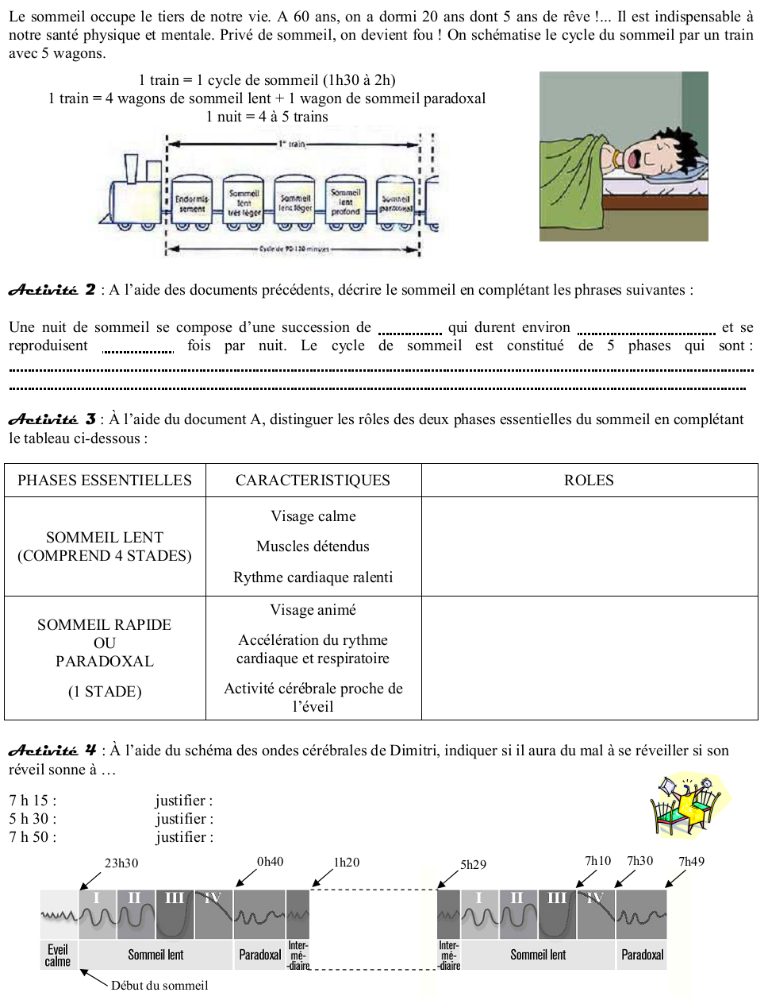 Le sommeil occupe le tiers de notre vie. A 60 ans, on a dormi 20 ans dont 5 ans de rêve !... Il est indispensable à
notre santé physique et mentale. Privé de sommeil, on devient fou ! On schématise le cycle du sommeil par un train
avec 5 wagons.
1 train = 1 cycle de sommeil (1h30 à 2h)
1 train = 4 wagons de sommeil lent + 1 wagon de sommeil paradoxal
1 nuit = 4 à 5 trains
1er train
Endormis-
sement
Sommeil
lent
très léger
Sommeil
lent léger
Sommeil
lent
profond
Sommeil
paradoxal
Cycle de 90-120 minutes
Activité 2 : A l'aide des documents précédents, décrire le sommeil en complétant les phrases suivantes :
Une nuit de sommeil se compose d'une succession de ............ qui durent environ .......................... et se
reproduisent .............. fois par nuit. Le cycle de sommeil est constitué de 5 phases qui sont :
Activité 3 : À l'aide du document A, distinguer les rôles des deux phases essentielles du sommeil en complétant
le tableau ci-dessous :
PHASES ESSENTIELLES
CARACTERISTIQUES
ROLES
SOMMEIL LENT
(COMPREND 4 STADES)
Visage calme
Muscles détendus
Rythme cardiaque ralenti
SOMMEIL RAPIDE
OU
PARADOXAL
(1 STADE)
Visage animé
Accélération du rythme
cardiaque et respiratoire
Activité cérébrale proche de
l'éveil
Activité 4 : À l'aide du schéma des ondes cérébrales de Dimitri, indiquer si il aura du mal à se réveiller si son
réveil sonne à …
7 h 15 : justifier :
5 h 30 : justifier :
7 h 50 : justifier :
23h30 0h40 1h20 5h29 7h10 7h30 7h49
I II III IV I II III IV
Eveil
calme
Sommeil lent
Paradoxal
Inter-
mé-
-diaire
Inter-
mé-
-diaire
Sommeil lent
Paradoxal
Début du sommeil